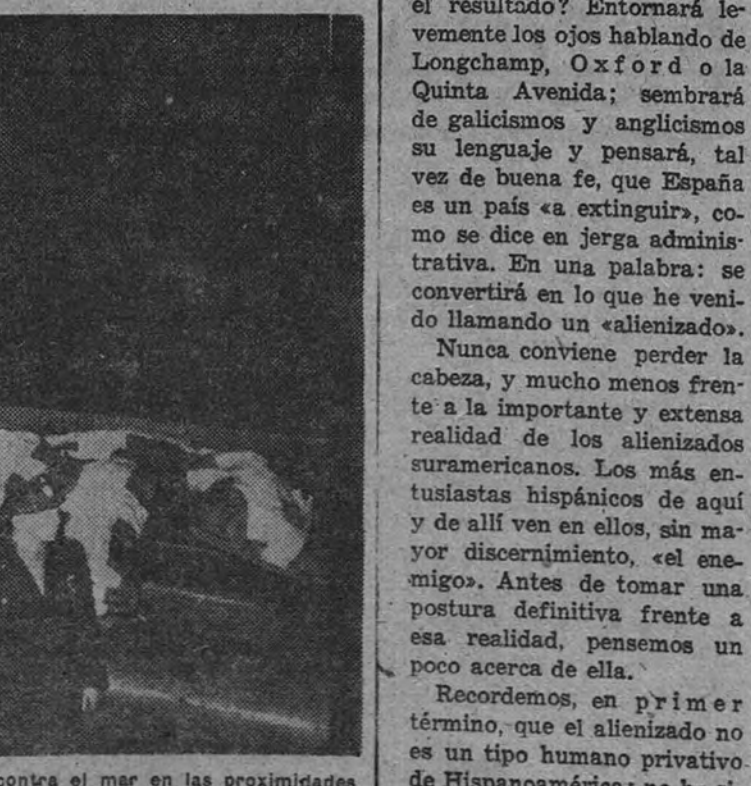 el resultado? Entornará le-
vemente los ojos hablando de
Longchamp, Oxford o la
Quinta Avenida; sembrará
de galicismos y anglicismos
su lenguaje y pensará, tal
vez de buena fe, que España
es un país «a extinguir», co-
mo se dice en jerga adminis-
trativa. En una palabra: se
convertirá en lo que he veni-
do llamando un «alienizado».
Nunca conviene perder la
cabeza, y mucho menos fren-
te a la importante y extensa
realidad de los alienizados
suramericanos. Los más en-
tusiastas hispánicos de aquí
y de allí ven en ellos, sin ma-
yor discernimiento, «el ene-
migo». Antes de tomar una
postura definitiva frente a
esa realidad, pensemos un
poco acerca de ella.
Recordemos, en primer
término, que el alienizado no
es un tipo humano privativo
de Hispanoamérica
contra el mar en las proximidades